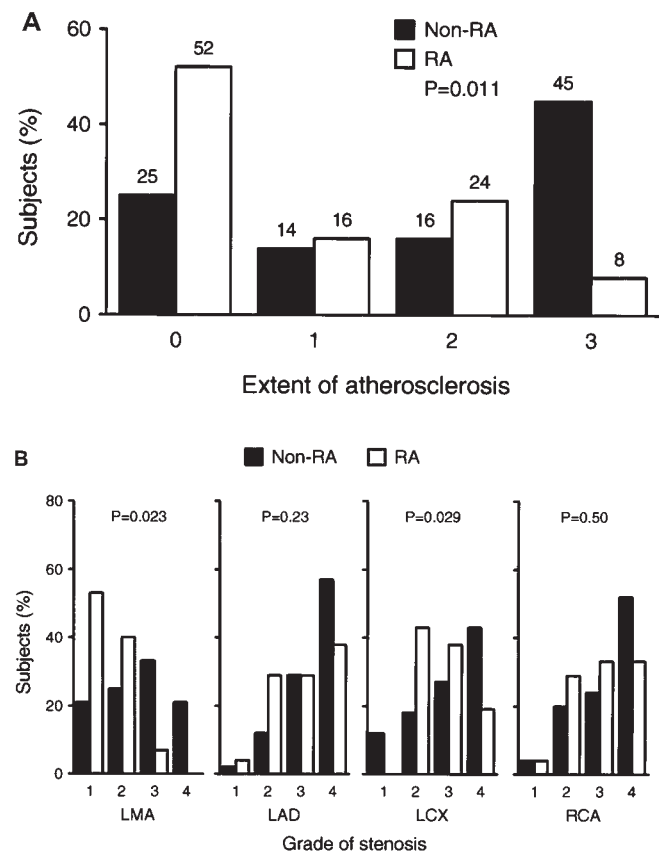 A
Non-RA
RA
P=0.011
Subjects (%)
60
40
20
0
25
52
14
16
16
24
45
8
0 1 2 3
Extent of atherosclerosis
B
Non-RA RA
P=0.023 P=0.23 P=0.029 P=0.50
Subjects (%)
80
60
40
20
0
1 2 3 4 1 2 3 4 1 2 3 4 1 2 3 4
LMA LAD LCX RCA
Grade of stenosis